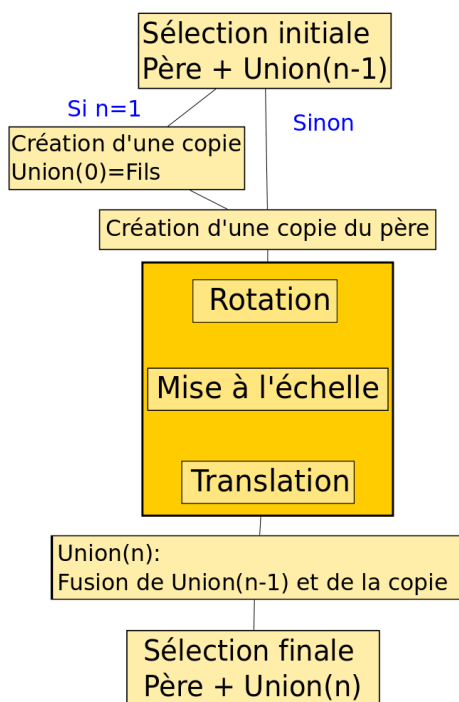 Sélection initiale
Père + Union(n-1)
Si n=1
Sinon
Création d'une copie
Union(0)=Fils
Création d'une copie du père
Rotation
Mise à l'échelle
Translation
Union(n):
Fusion de Union(n-1) et de la copie
Sélection finale
Père + Union(n)